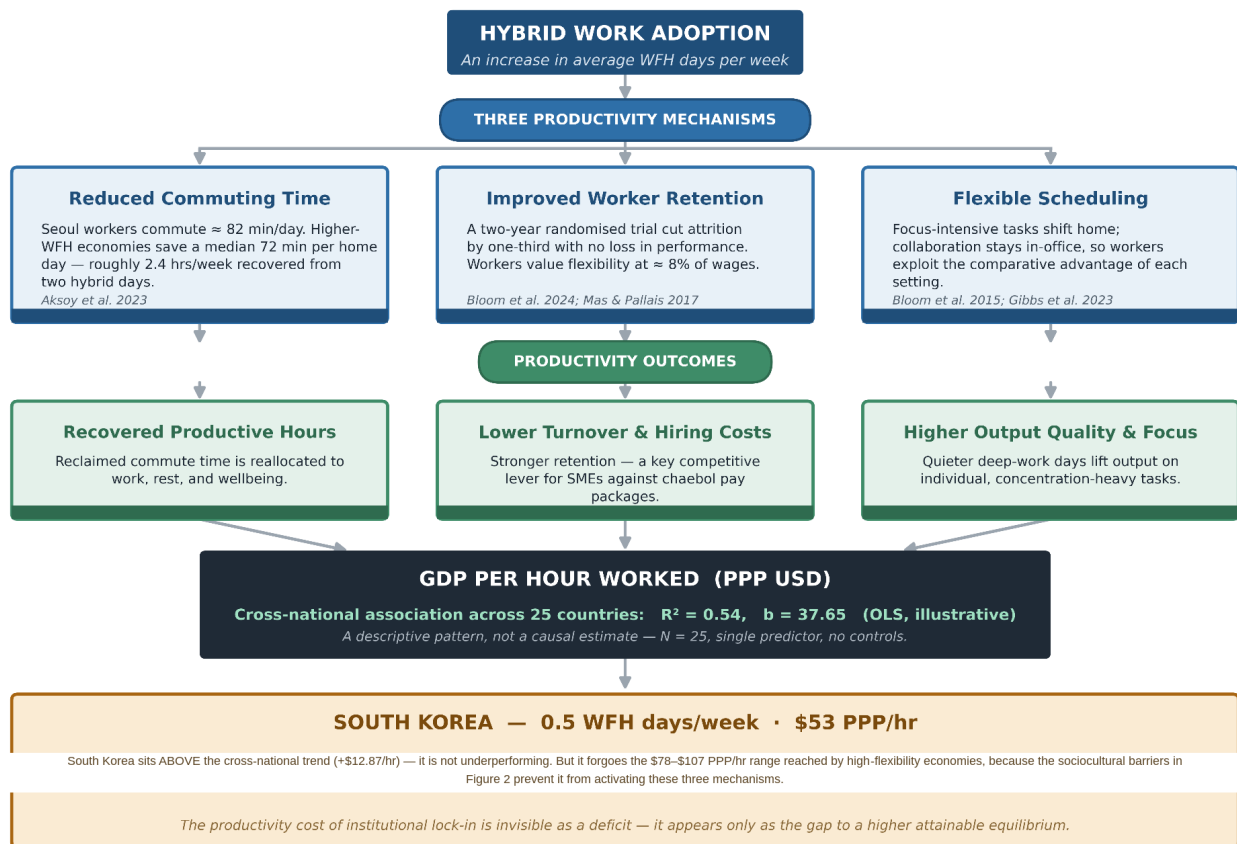 HYBRID WORK ADOPTION
An increase in average WFH days per week
THREE PRODUCTIVITY MECHANISMS
Reduced Commuting Time
Seoul workers commute ≈ 82 min/day. Higher-
WFH economies save a median 72 min per home
day — roughly 2.4 hrs/week recovered from
two hybrid days.
Aksoy et al. 2023
Improved Worker Retention
A two-year randomised trial cut attrition
by one-third with no loss in performance.
Workers value flexibility at ≈ 8% of wages.
Bloom et al. 2024; Mas & Pallais 2017
Flexible Scheduling
Focus-intensive tasks shift home;
collaboration stays in-office, so workers
exploit the comparative advantage of each
setting.
Bloom et al. 2015; Gibbs et al. 2023
PRODUCTIVITY OUTCOMES
Recovered Productive Hours
Reclaimed commute time is reallocated to
work, rest, and wellbeing.
Lower Turnover & Hiring Costs
Stronger retention — a key competitive
lever for SMEs against chaebol pay
packages.
Higher Output Quality & Focus
Quieter deep-work days lift output on
individual, concentration-heavy tasks.
GDP PER HOUR WORKED (PPP USD)
Cross-national association across 25 countries: R² = 0.54, b = 37.65 (OLS, illustrative)
A descriptive pattern, not a causal estimate — N = 25, single predictor, no controls.
SOUTH KOREA — 0.5 WFH days/week · $53 PPP/hr
South Korea sits ABOVE the cross-national trend (+$12.87/hr) — it is not underperforming. But it forgoes the $78–$107 PPP/hr range reached by high-flexibility economies, because the sociocultural barriers in
Figure 2 prevent it from activating these three mechanisms.
The productivity cost of institutional lock-in is invisible as a deficit — it appears only as the gap to a higher attainable equilibrium.